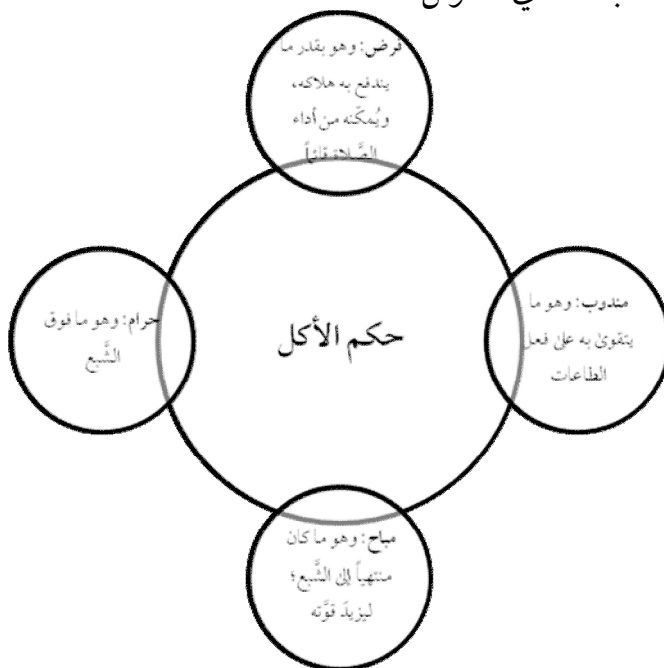 فرض: وهو بقدر ما
يندفع به هلاكه،
ويُمكّنه من أداء
الصَّلاة قائماً
مندوب: وهو ما
يتقوى به على فعل
الطاعات
حكم الأكل
حرام: وهو ما فوق
الشَّبع
مباح: وهو ما كان
منتهياً إلى الشَّبع؛
ليزيدَ قوَّته